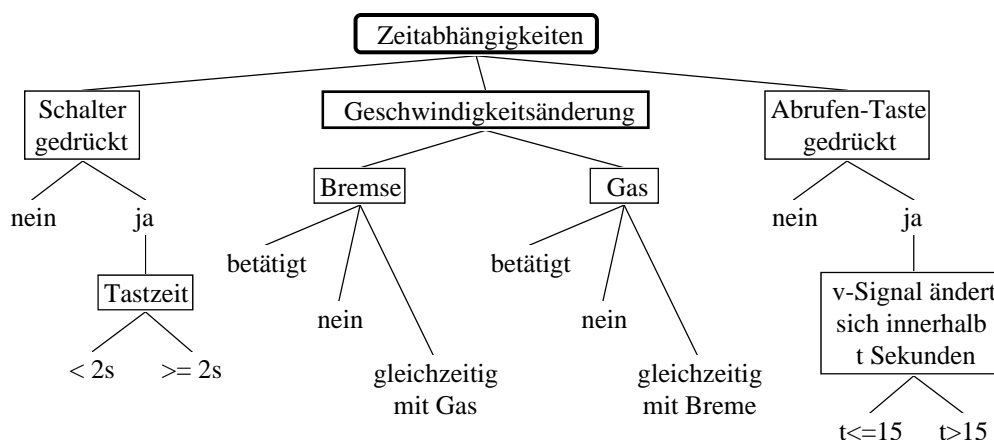 Zeitabhängigkeiten
Schalter
gedrückt
Geschwindigkeitsänderung
Abrufen-Taste
gedrückt
Bremse
Gas
nein
ja
nein
ja
betätigt
betätigt
Tastzeit
nein
nein
v-Signal ändert
sich innerhalb
t Sekunden
< 2s
>= 2s
gleichzeitig
mit Gas
gleichzeitig
mit Breme
t<=15
t>15